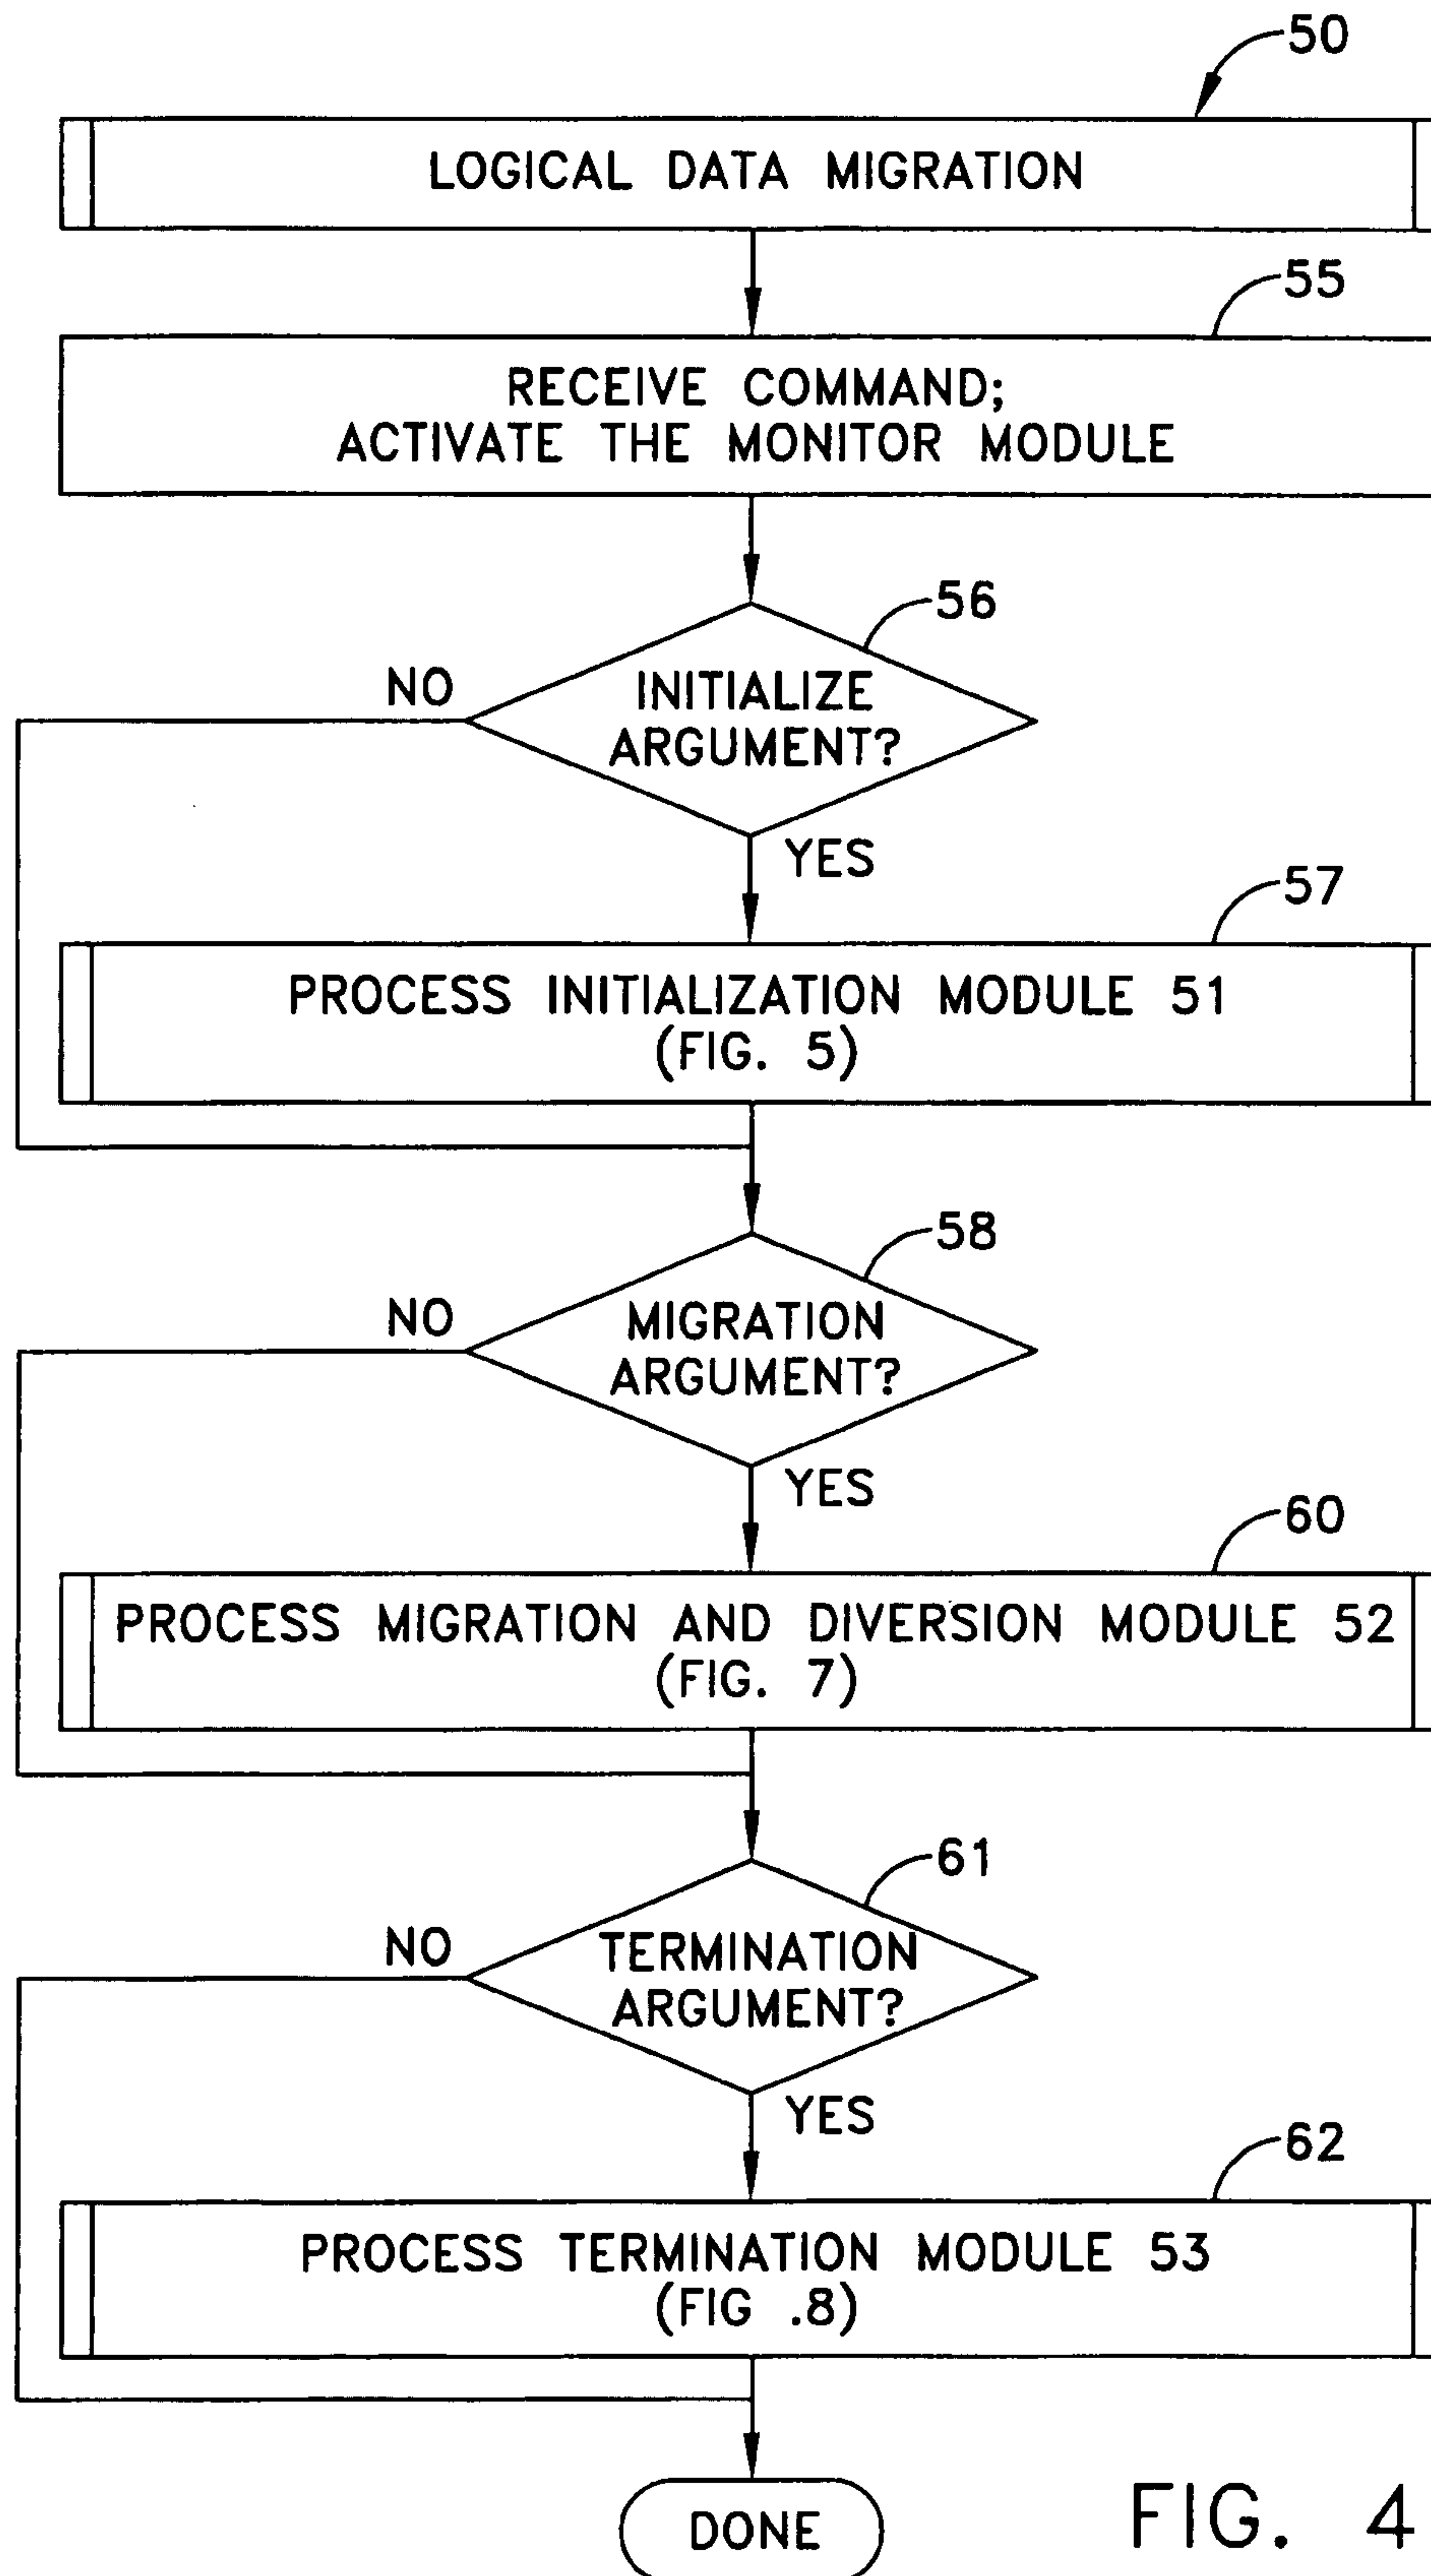 50
LOGICAL DATA MIGRATION
55
RECEIVE COMMAND;
ACTIVATE THE MONITOR MODULE
56
NO
INITIALIZE
ARGUMENT?
YES
57
PROCESS INITIALIZATION MODULE 51
(FIG. 5)
58
NO
MIGRATION
ARGUMENT?
YES
60
PROCESS MIGRATION AND DIVERSION MODULE 52
(FIG. 7)
61
NO
TERMINATION
ARGUMENT?
YES
62
PROCESS TERMINATION MODULE 53
(FIG .8)
DONE
FIG. 4